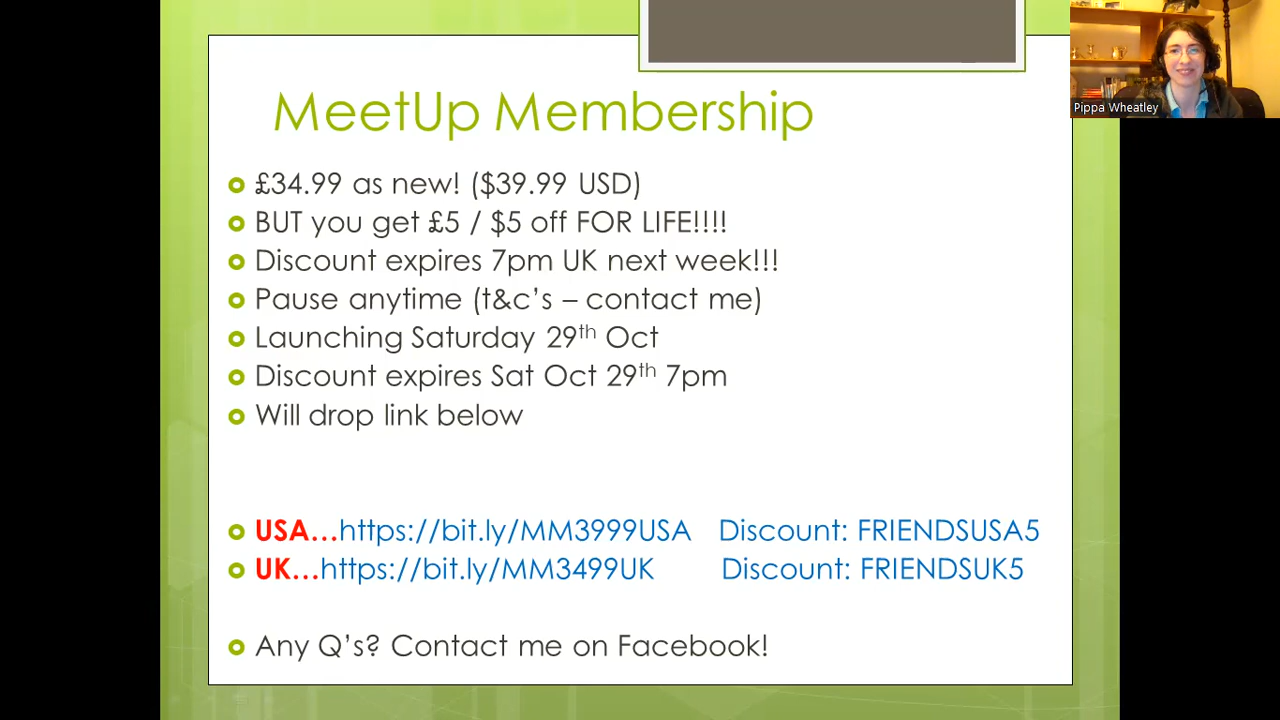 MeetUp Membership
£34.99 as new! ($39.99 USD)
BUT you get £5 / $5 off FOR LIFE!!!!
Discount expires 7pm UK next week!!!
Pause anytime (t&c’s – contact me)
Launching Saturday 29th Oct
Discount expires Sat Oct 29th 7pm
Will drop link below
USA…https://bit.ly/MM3999USA Discount: FRIENDSUSA5
UK…https://bit.ly/MM3499UK Discount: FRIENDSUK5
Any Q’s? Contact me on Facebook!
Pippa Wheatley